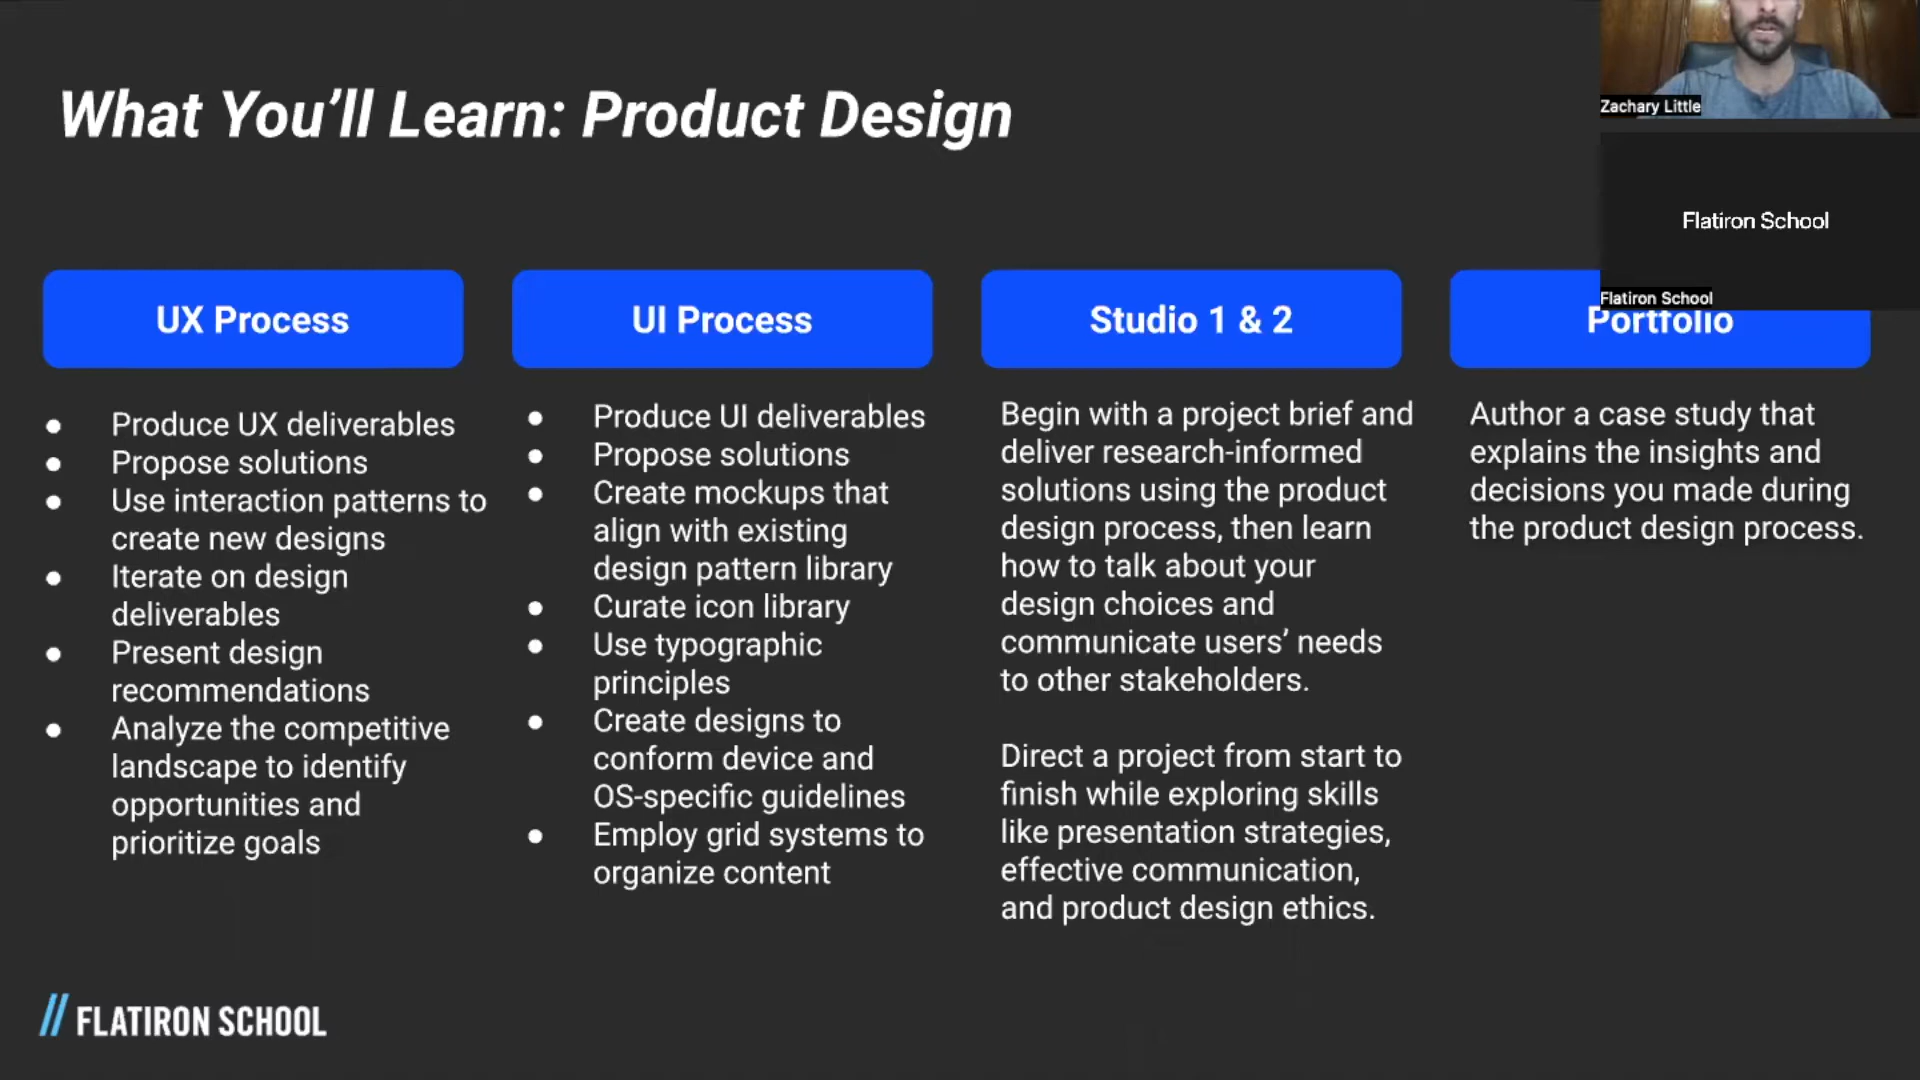 What You’ll Learn: Product Design
Zachary Little
Flatiron School
Flatiron School
UX Process
Produce UX deliverables
Propose solutions
Use interaction patterns to
create new designs
Iterate on design
deliverables
Present design
recommendations
Analyze the competitive
landscape to identify
opportunities and
prioritize goals
UI Process
Produce UI deliverables
Propose solutions
Create mockups that
align with existing
design pattern library
Curate icon library
Use typographic
principles
Create designs to
conform device and
OS-specific guidelines
Employ grid systems to
organize content
Studio 1 & 2
Begin with a project brief and
deliver research-informed
solutions using the product
design process, then learn
how to talk about your
design choices and
communicate users’ needs
to other stakeholders.
Direct a project from start to
finish while exploring skills
like presentation strategies,
effective communication,
and product design ethics.
Portfolio
Author a case study that
explains the insights and
decisions you made during
the product design process.
// FLATIRON SCHOOL